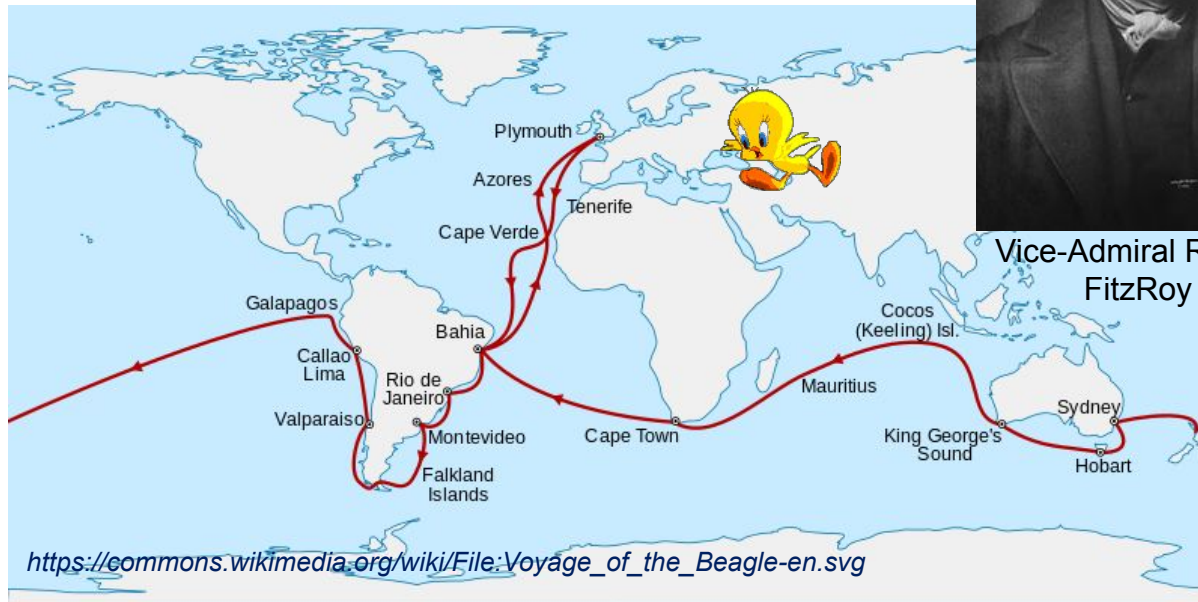 Plymouth
Azores
Tenerife
Cape Verde
Galapagos
Bahia
Cocos
(Keeling) Isl.
Callao
Lima
Rio de
Janeiro
Mauritius
Valparaiso
Montevideo
Cape Town
King George's
Sound
Sydney
Hobart
Falkland
Islands
Vice-Admiral R
FitzRoy
https://commons.wikimedia.org/wiki/File:Voyage_of_the_Beagle-en.svg